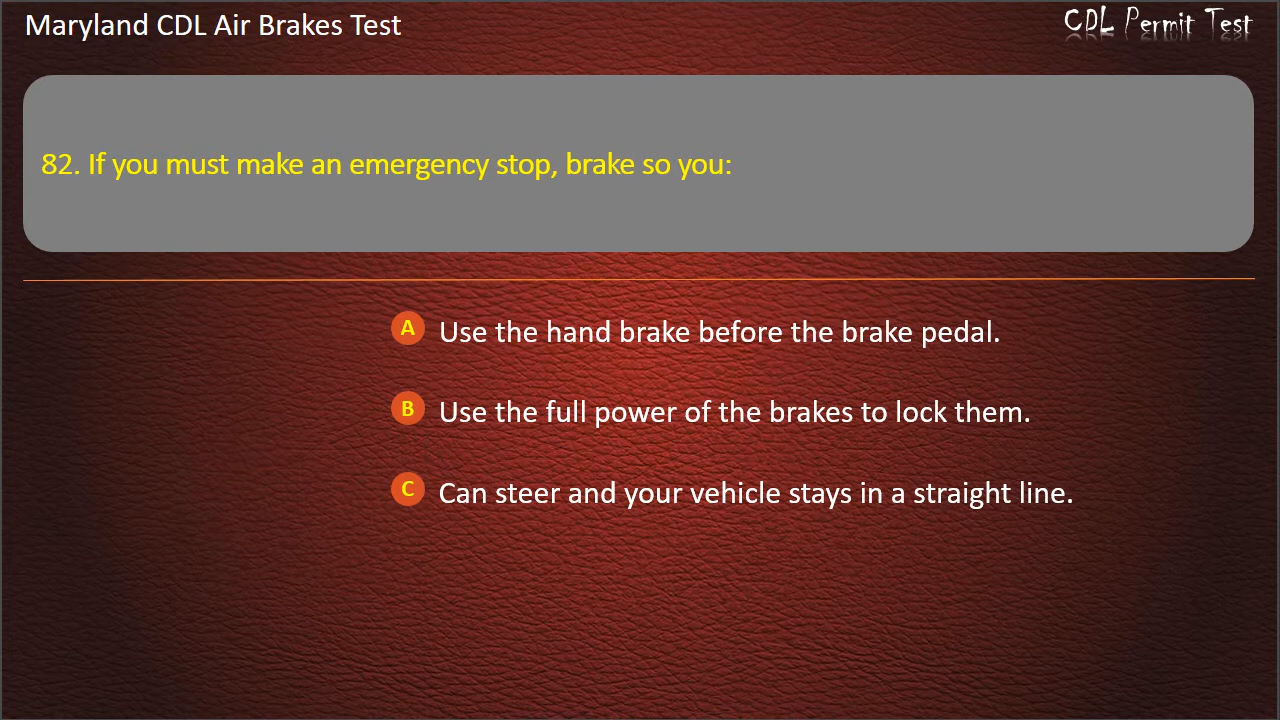 Maryland CDL Air Brakes Test
CDL Permit Test
82. If you must make an emergency stop, brake so you:
A Use the hand brake before the brake pedal.
B Use the full power of the brakes to lock them.
C Can steer and your vehicle stays in a straight line.